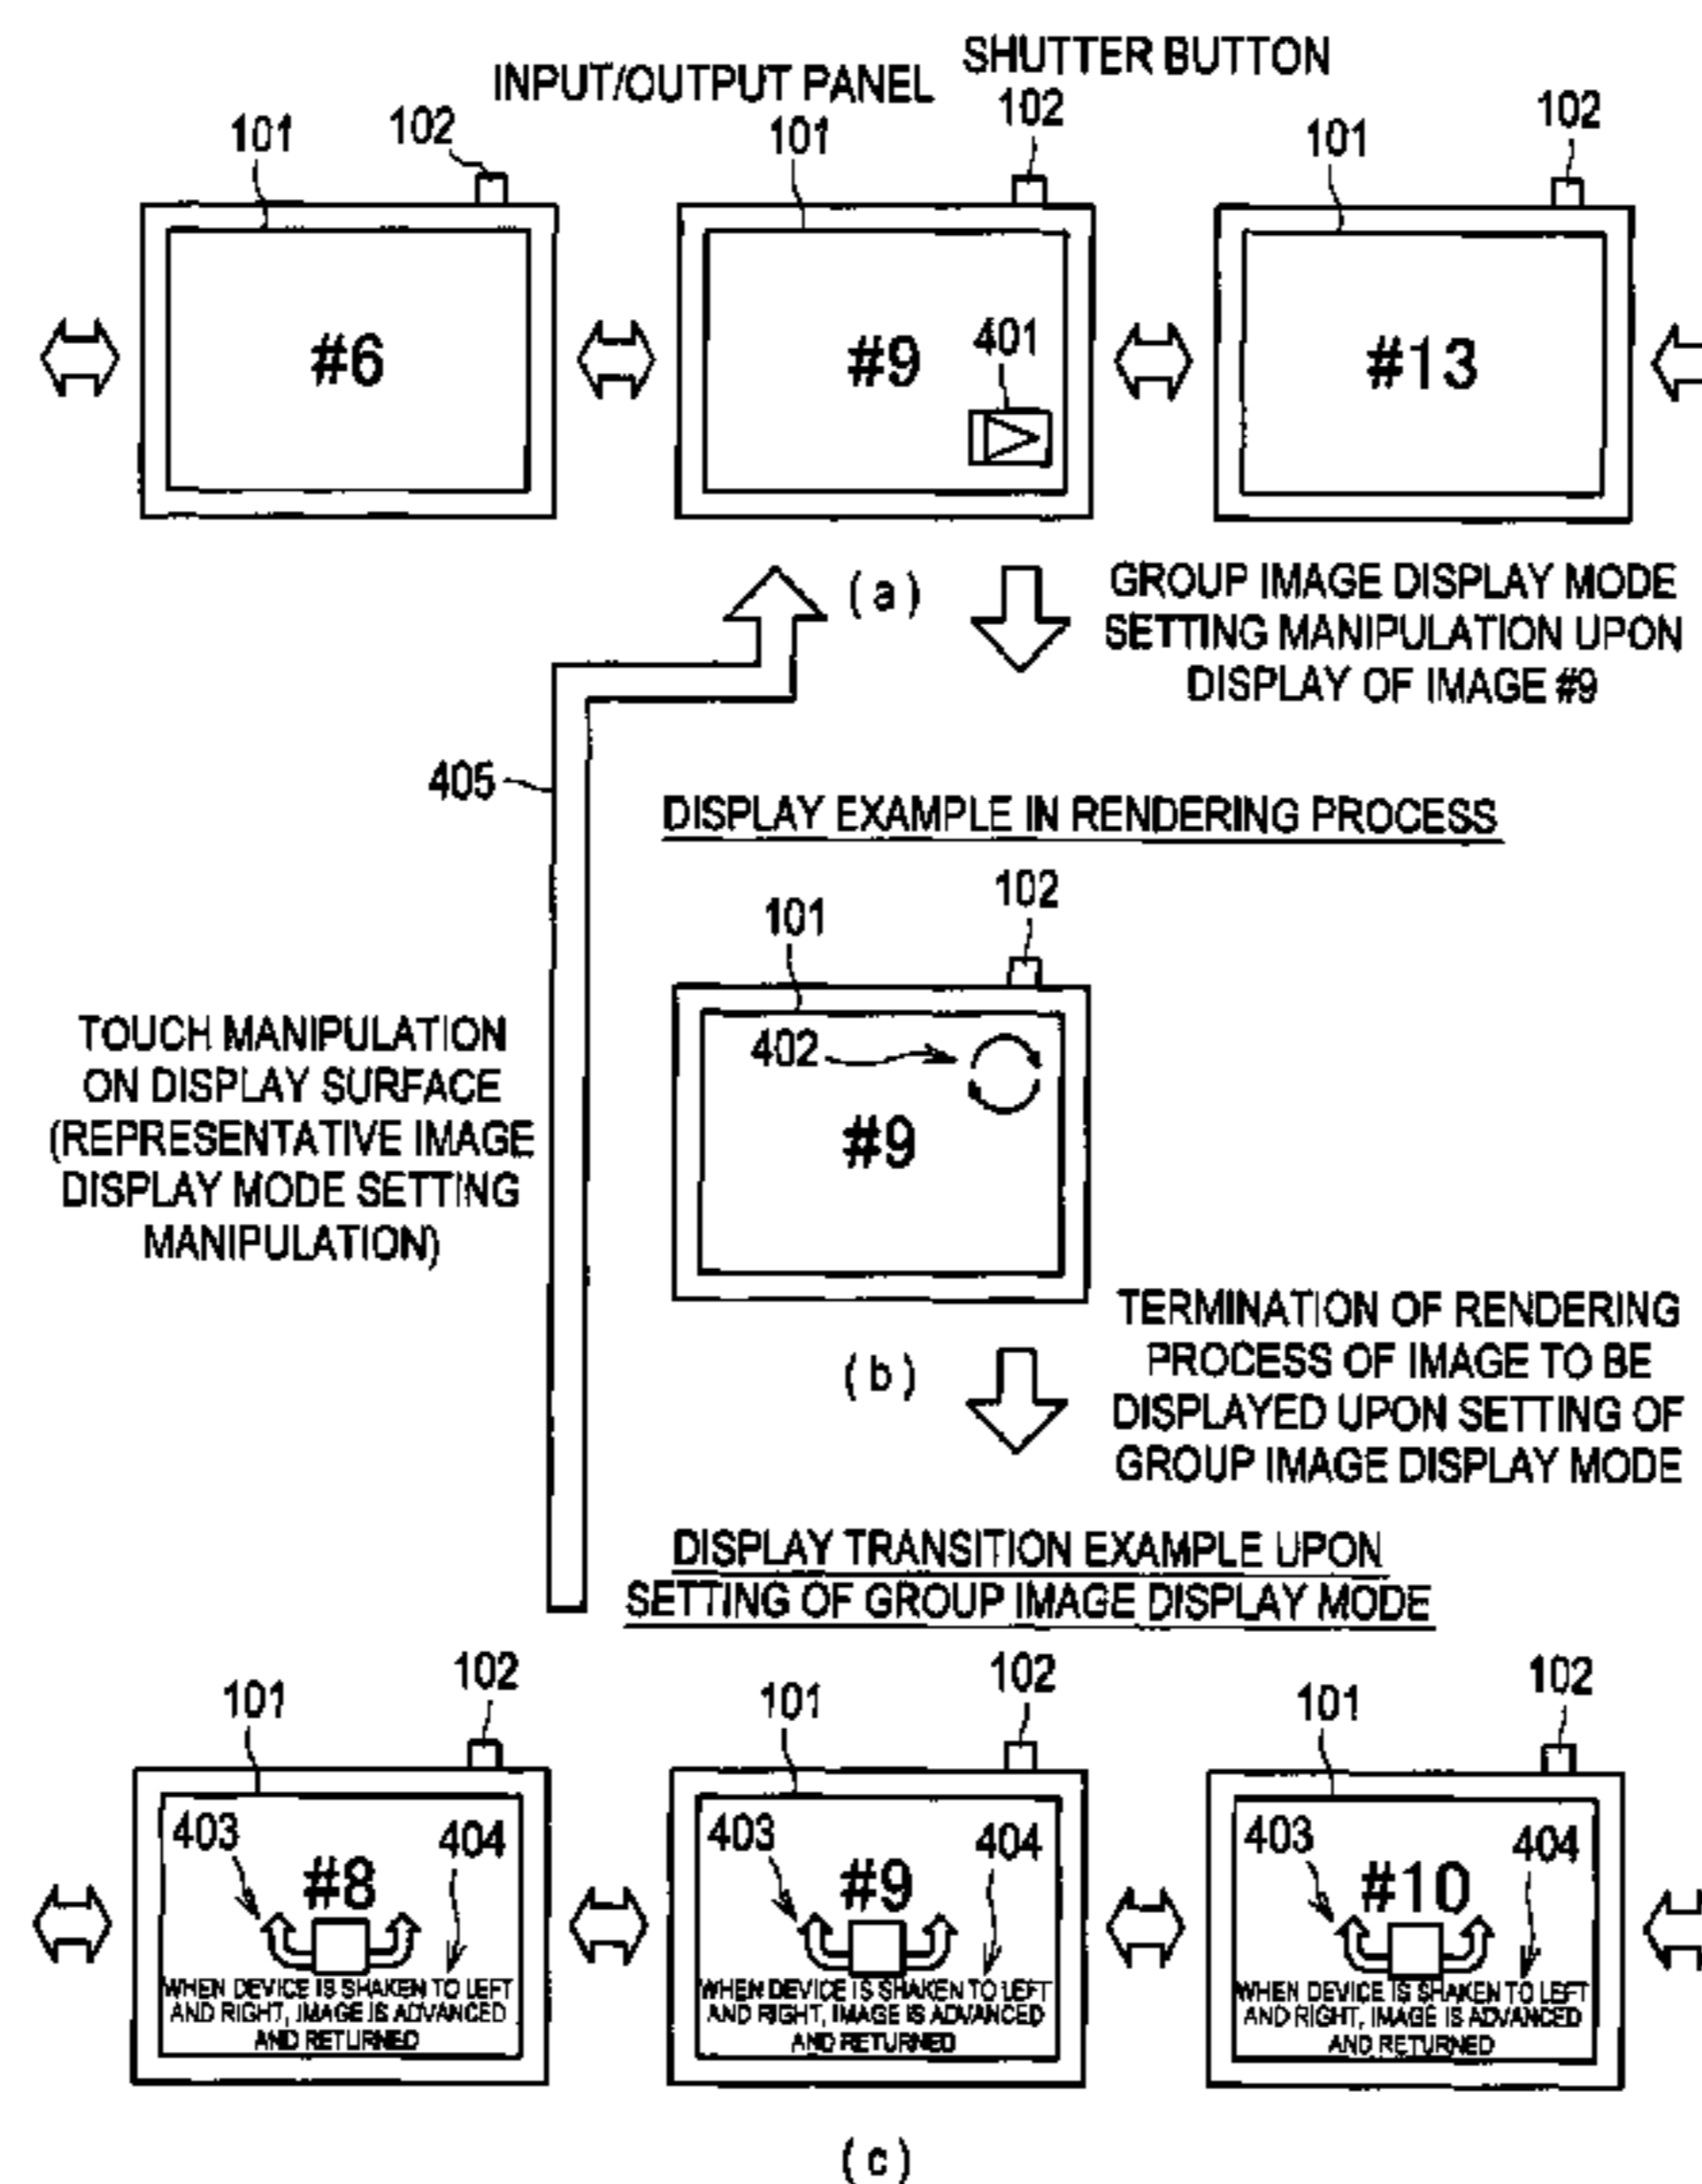 SHUTTER BUTTON
INPUT/OUTPUT PANEL
101
102
101
102
101
102
#6
#9
401
#13
(a)
GROUP IMAGE DISPLAY MODE
SETTING MANIPULATION UPON
DISPLAY OF IMAGE #9
405
DISPLAY EXAMPLE IN RENDERING PROCESS
101
102
402
#9
TOUCH MANIPULATION
ON DISPLAY SURFACE
(REPRESENTATIVE IMAGE
DISPLAY MODE SETTING
MANIPULATION)
(b)
TERMINATION OF RENDERING
PROCESS OF IMAGE TO BE
DISPLAYED UPON SETTING OF
GROUP IMAGE DISPLAY MODE
DISPLAY TRANSITION EXAMPLE UPON
SETTING OF GROUP IMAGE DISPLAY MODE
101
102
101
102
101
102
403
#8
404
WHEN DEVICE IS SHAKEN TO LEFT
AND RIGHT, IMAGE IS ADVANCED
AND RETURNED
403
#9
404
WHEN DEVICE IS SHAKEN TO LEFT
AND RIGHT, IMAGE IS ADVANCED
AND RETURNED
403
#10
404
WHEN DEVICE IS SHAKEN TO LEFT
AND RIGHT, IMAGE IS ADVANCED
AND RETURNED
(c)